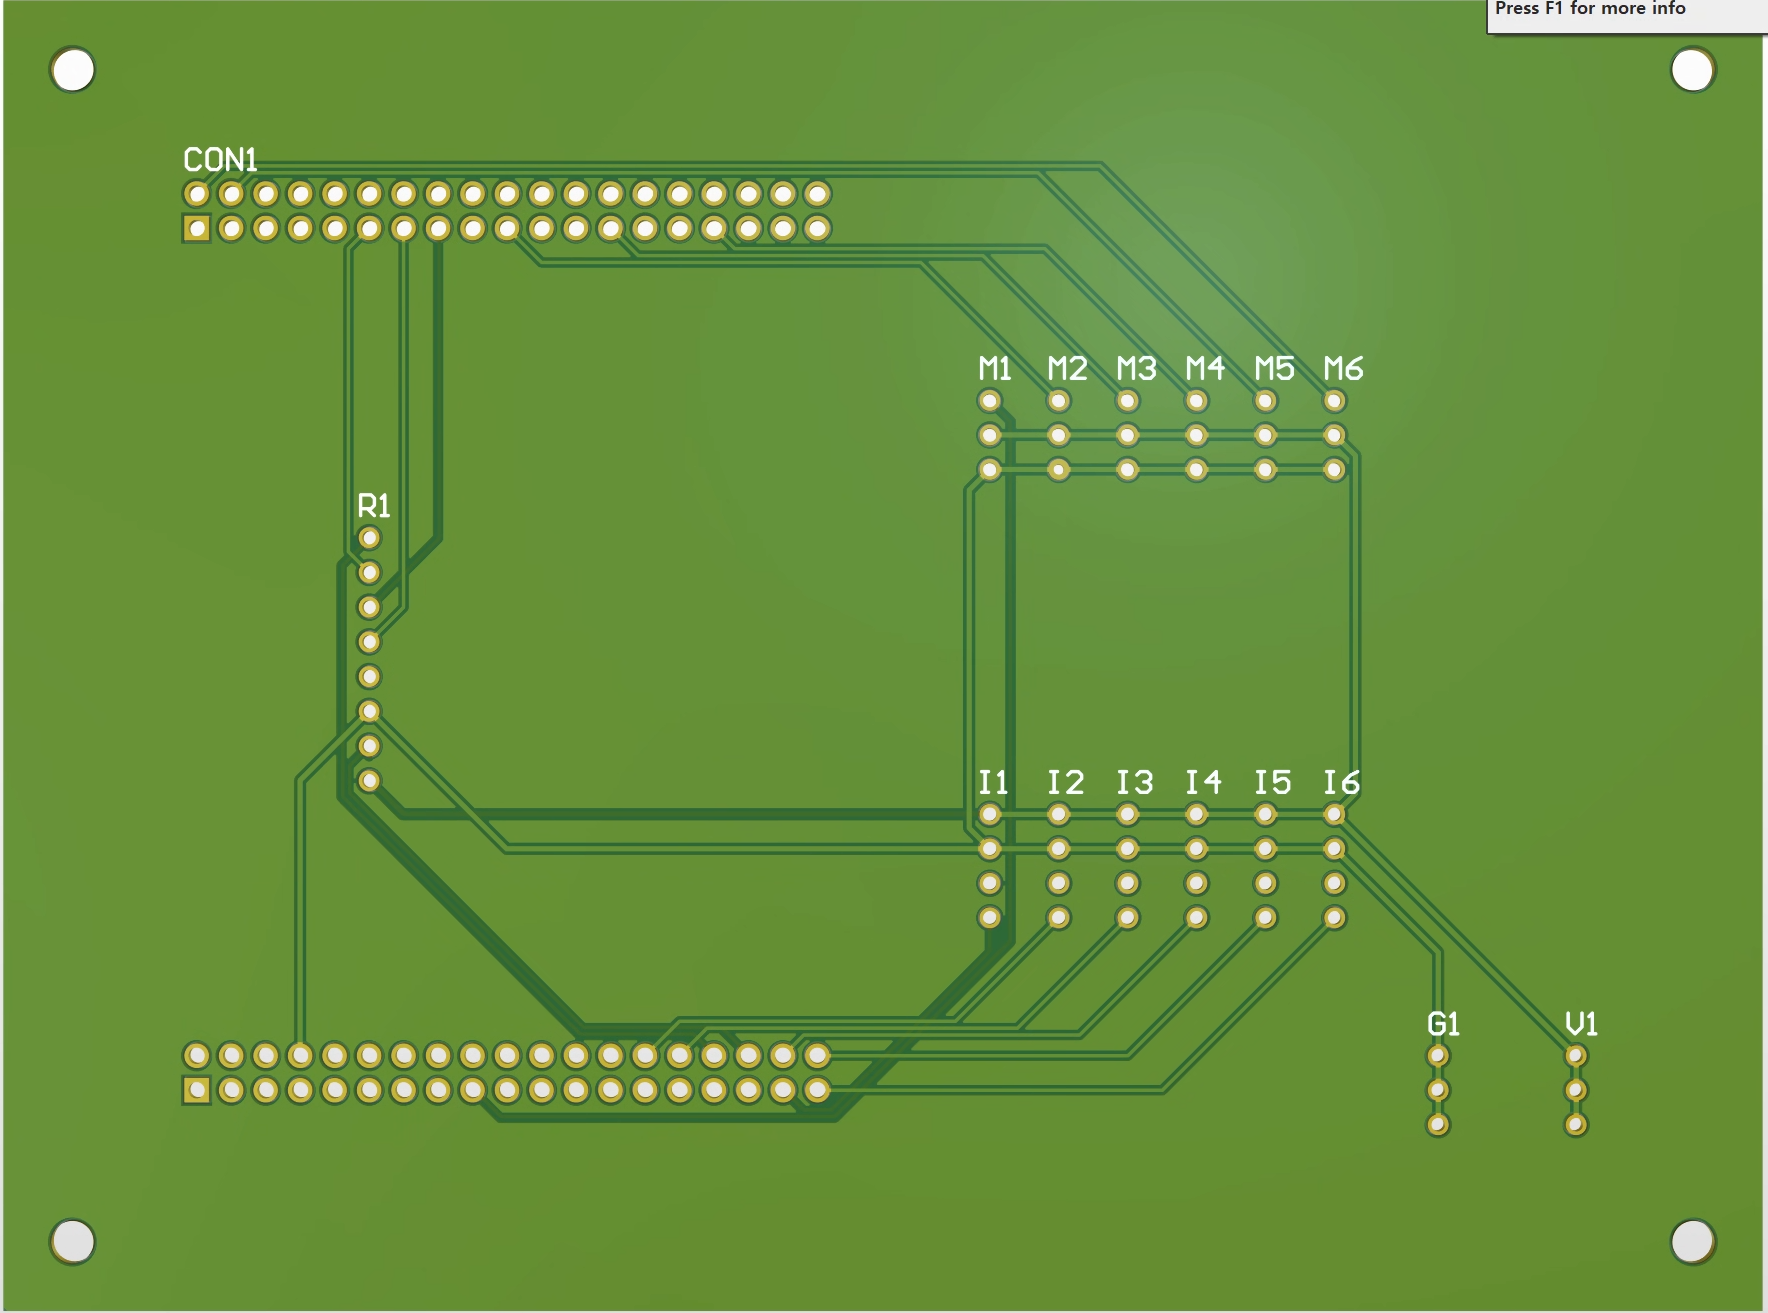 Press F1 for more info
CON1
M1 M2 M3 M4 M5 M6
R1
I1 I2 I3 I4 I5 I6
G1 V1